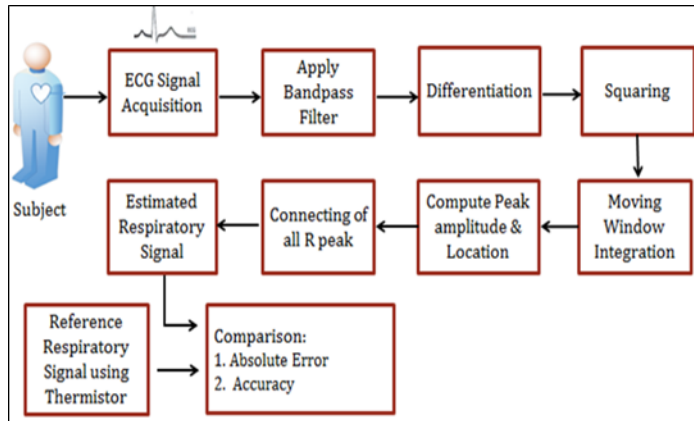 ECG Signal
Acquisition
Apply
Bandpass
Filter
Differentiation
Squaring
Subject
Estimated
Respiratory
Signal
Connecting of
all R peak
Compute Peak
amplitude &
Location
Moving
Window
Integration
Reference
Respiratory
Signal using
Thermistor
Comparison:
1. Absolute Error
2. Accuracy